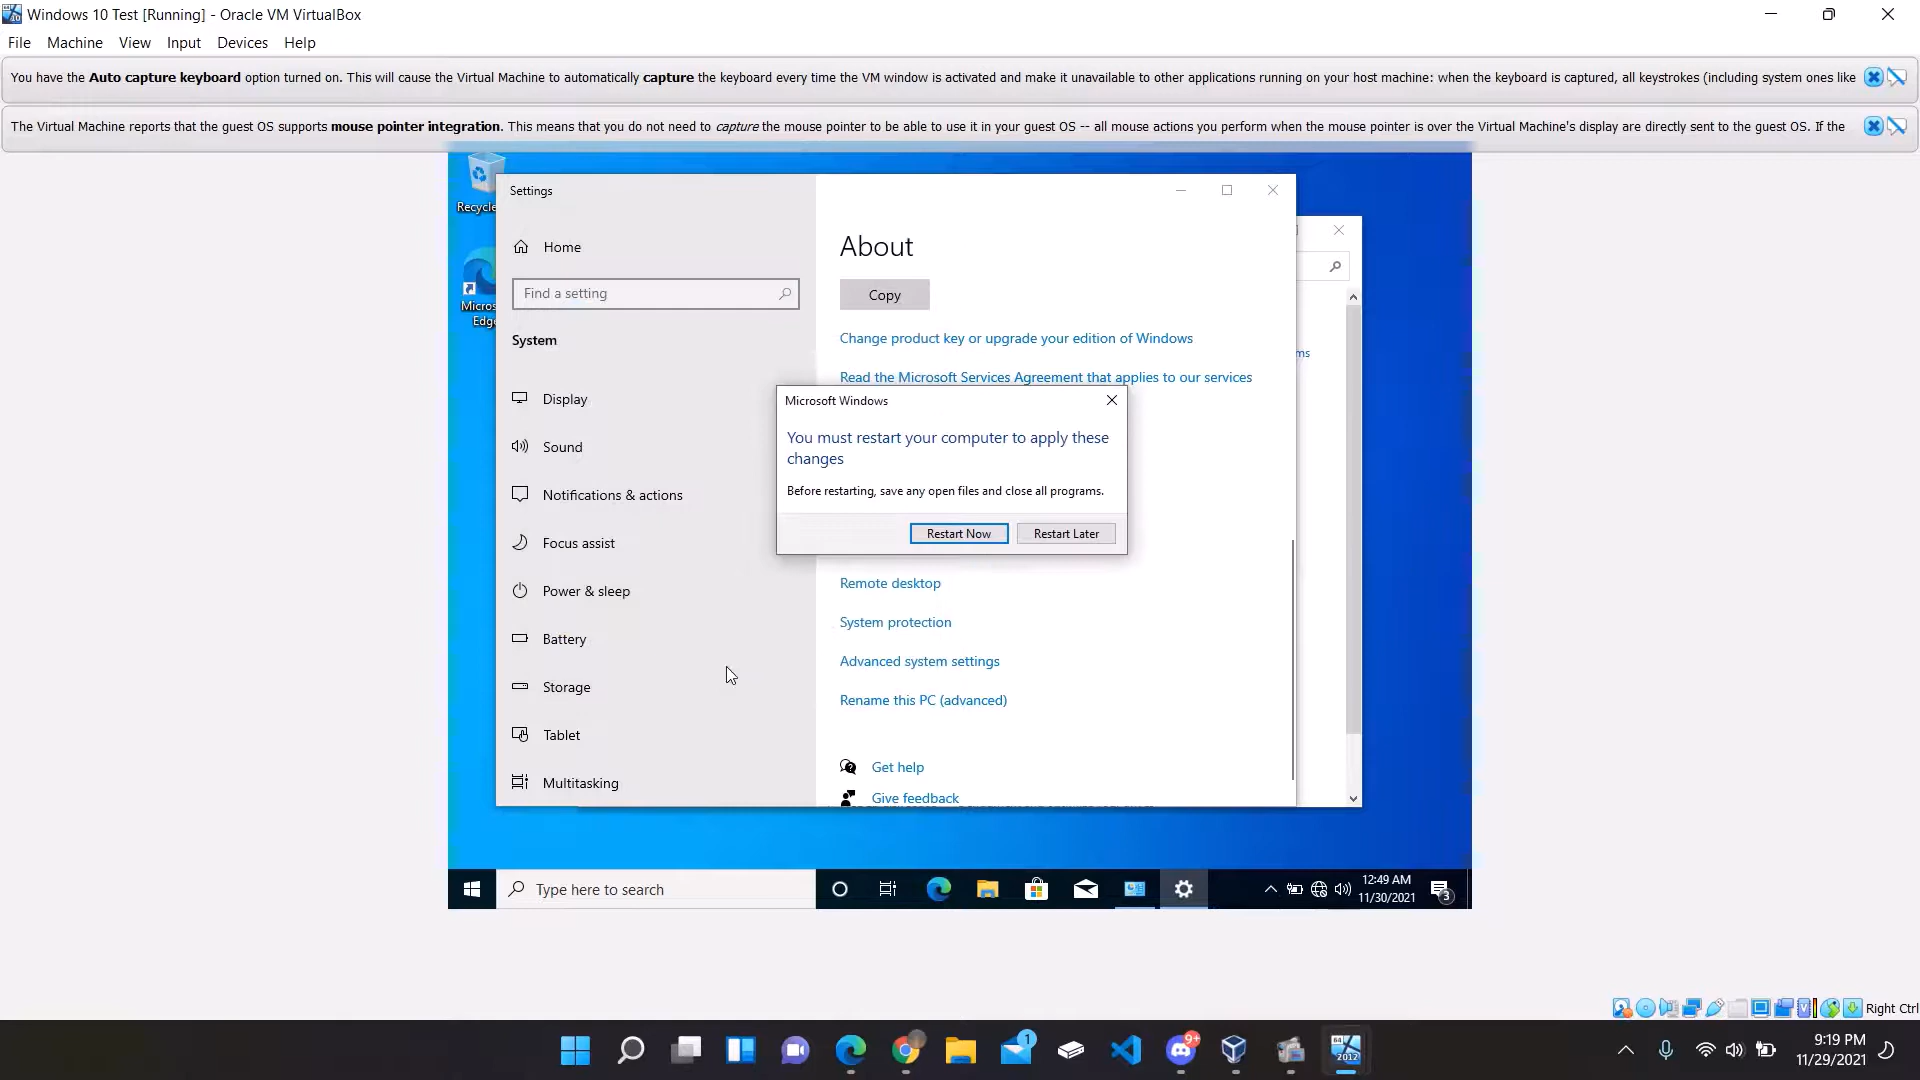 Windows 10 Test [Running] - Oracle VM VirtualBox
File Machine View Input Devices Help
You have the Auto capture keyboard option turned on. This will cause the Virtual Machine to automatically capture the keyboard every time the VM window is activated and make it unavailable to other applications running on your host machine: when the keyboard is captured, all keystrokes (including system ones like
The Virtual Machine reports that the guest OS supports mouse pointer integration. This means that you do not need to capture the mouse pointer to be able to use it in your guest OS -- all mouse actions you perform when the mouse pointer is over the Virtual Machine's display are directly sent to the guest OS. If the
Recycle
Micros
Edge
Settings
Home
Find a setting
System
Display
Sound
Notifications & actions
Focus assist
Power & sleep
Battery
Storage
Tablet
Multitasking
About
Copy
Change product key or upgrade your edition of Windows
Read the Microsoft Services Agreement that applies to our services
ms
Microsoft Windows
You must restart your computer to apply these
changes
Before restarting, save any open files and close all programs.
Restart Now
Restart Later
Remote desktop
System protection
Advanced system settings
Rename this PC (advanced)
Get help
Give feedback
Type here to search
12:49 AM
11/30/2021
3
Right Ctrl
1
9+
64
2012
9:19 PM
11/29/2021